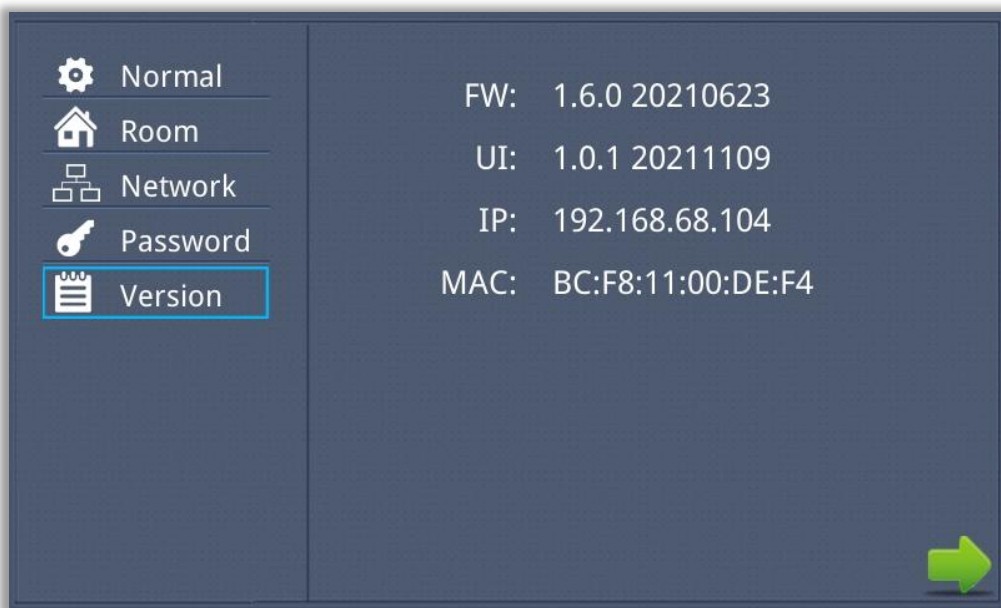 Normal
Room
Network
Password
Version
FW: 1.6.0 20210623
UI: 1.0.1 20211109
IP: 192.168.68.104
MAC: BC:F8:11:00:DE:F4